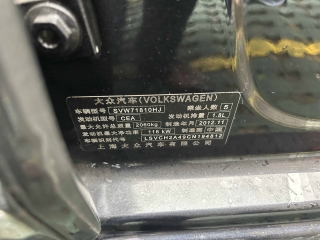 大众汽车(VOLKSWAGEN)
车辆型号 SVW71810HJ 乘坐人数 5
发动机型号 CEA 发动机排量 1.8L
最大允许总质量 2060kg 制造年月 2012.11
发动机最大净功率 118 kW 制造国 中国
车辆识别代号
上海大众汽车有限公司